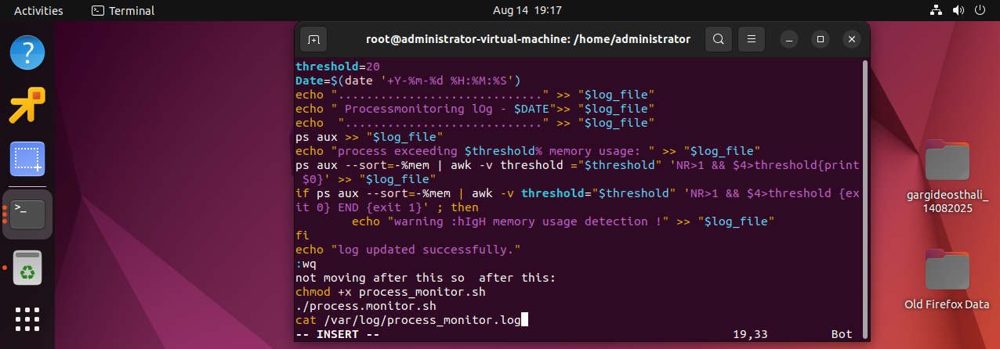 Activities
Terminal
Aug 14 19:17
root@administrator-virtual-machine: /home/administrator
threshold=20
Date=$(date '+Y-%m-%d %H:%M:%S')
echo "............................." >> "$log_file"
echo " Processmonitoring lOg - $DATE">> "$log_file"
echo  "............................" >> "$log_file"
ps aux >> "$log_file"
echo "process exceeding $threshold% memory usage: " >> "$log_file"
ps aux --sort=-%mem | awk -v threshold ="$threshold" 'NR>1 && $4>threshold{print
 $0}' >> "$log_file"
if ps aux --sort=-%mem | awk -v threshold="$threshold" 'NR>1 && $4>threshold {ex
it 0} END {exit 1}' ; then
        echo "warning :hIgH memory usage detection !" >> "$log_file"
fi
echo "log updated successfully."
:wq
not moving after this so  after this:
chmod +x process_monitor.sh
./process.monitor.sh
cat /var/log/process_monitor.log
-- INSERT --
19,33
Bot
gargideosthali_
14082025
Old Firefox Data